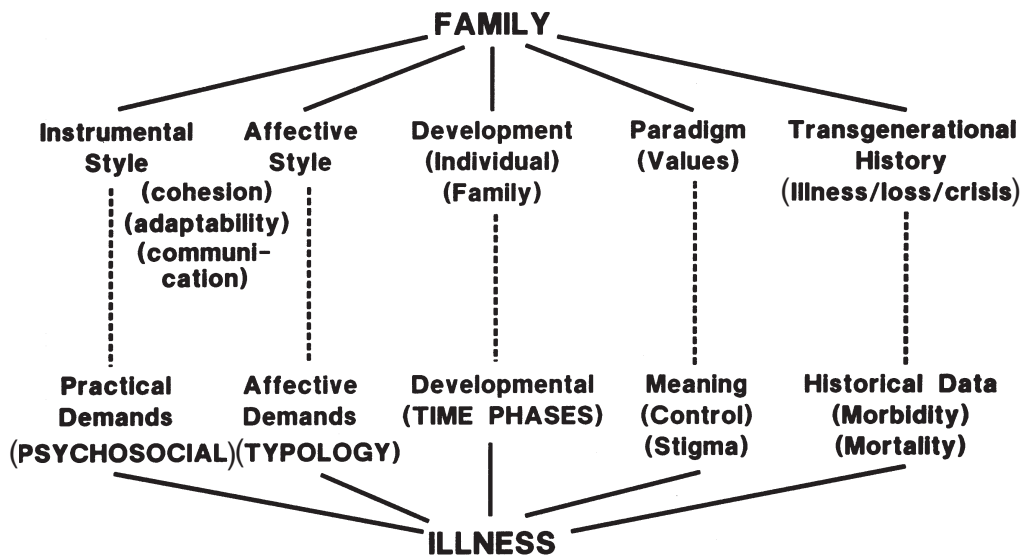 FAMILY
Instrumental
Style
Affective
Style
(cohesion)
(adaptability)
(communi-
cation)
Development
(Individual)
(Family)
Paradigm
(Values)
Transgenerational
History
(Illness/loss/crisis)
Practical
Demands
(PSYCHOSOCIAL)
Affective
Demands
(TYPOLOGY)
Developmental
(TIME PHASES)
Meaning
(Control)
(Stigma)
Historical Data
(Morbidity)
(Mortality)
ILLNESS